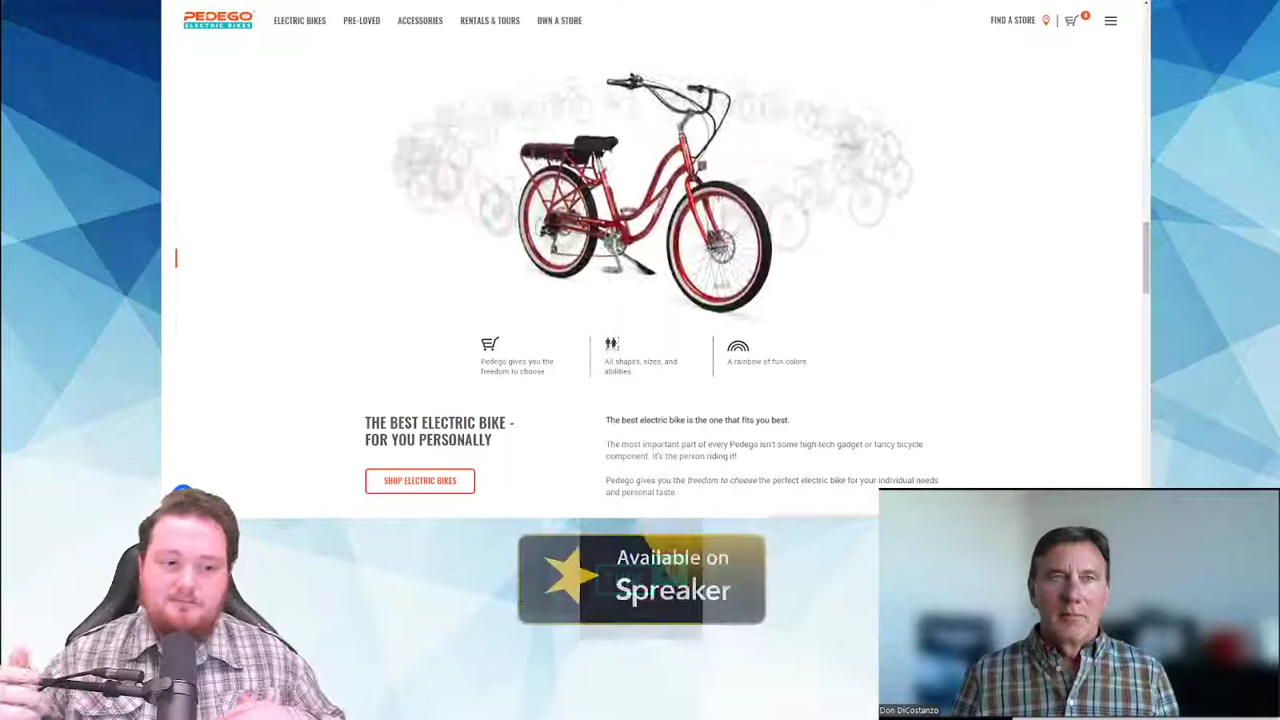 PEDEGO
ELECTRIC BIKES
ELECTRIC BIKES
PRE-LOVED
ACCESSORIES
RENTALS & TOURS
OWN A STORE
FIND A STORE
0
Pedego gives you the
freedom to choose
All shapes, sizes, and
abilities
A rainbow of fun colors
THE BEST ELECTRIC BIKE -
FOR YOU PERSONALLY
SHOP ELECTRIC BIKES
The best electric bike is the one that fits you best.
The most important part of every Pedego isn't some high-tech gadget or fancy bicycle
component. It's the person riding it!
Pedego gives you the freedom to choose the perfect electric bike for your individual needs
and personal taste.
Available on
Spreaker
Don DiCostanzo